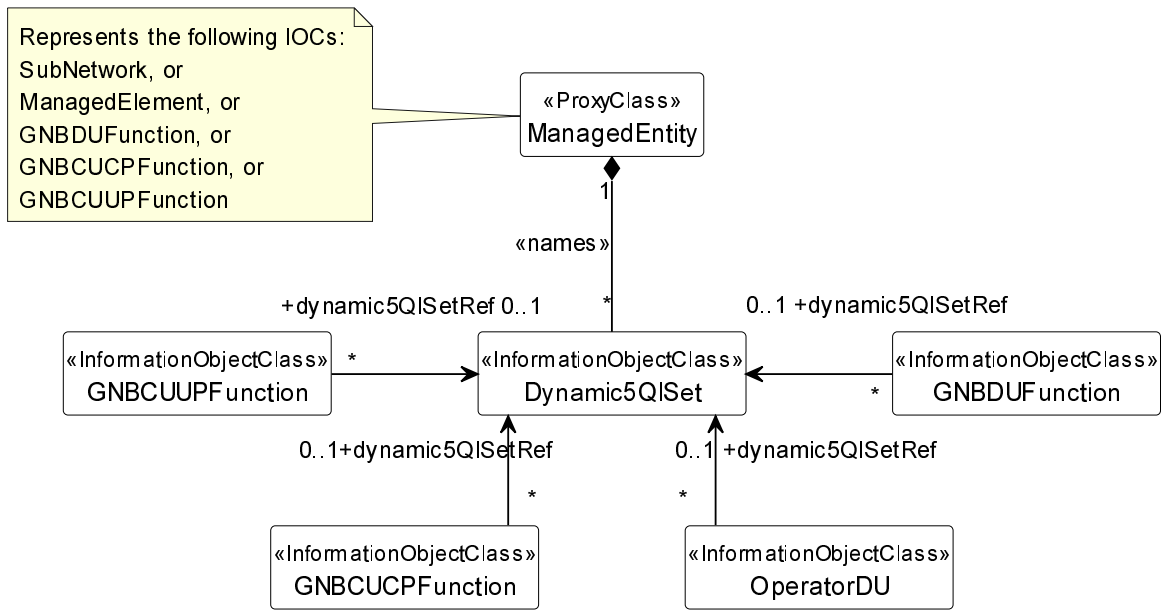 Represents the following IOCs:
SubNetwork, or
ManagedElement, or
GNBDUFunction, or
GNBCUCPFunction, or
GNBCUUPFunction
«ProxyClass»
ManagedEntity
1
«names»
*
+dynamic5QISetRef 0..1
0..1 +dynamic5QISetRef
«InformationObjectClass»
GNBCUUPFunction
*
«InformationObjectClass»
Dynamic5QISet
*
«InformationObjectClass»
GNBDUFunction
0..1+dynamic5QISetRef
0..1 +dynamic5QISetRef
*
*
«InformationObjectClass»
GNBCUCPFunction
«InformationObjectClass»
OperatorDU